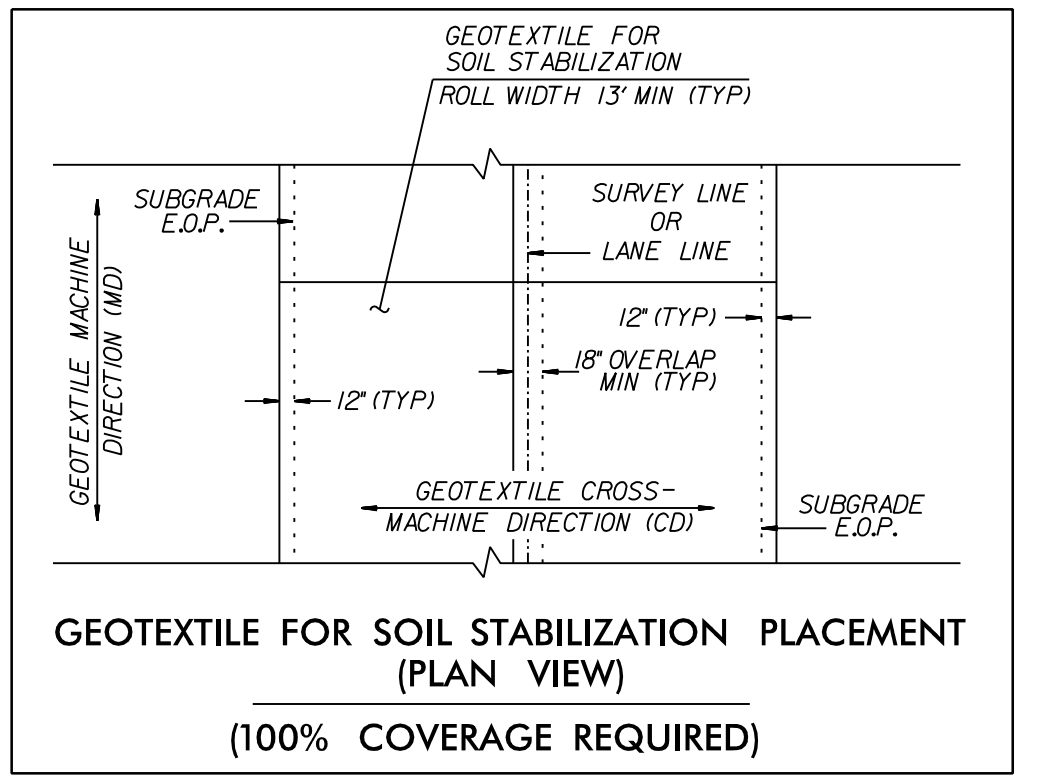 GEOTEXTILE FOR
SOIL STABILIZATION
ROLL WIDTH 13' MIN (TYP)
SUBGRADE
E.O.P.
SURVEY LINE
OR
LANE LINE
GEOTEXTILE MACHINE
DIRECTION (MD)
12" (TYP)
18" OVERLAP
MIN (TYP)
12" (TYP)
GEOTEXTILE CROSS-
MACHINE DIRECTION (CD)
SUBGRADE
E.O.P.
GEOTEXTILE FOR SOIL STABILIZATION PLACEMENT
(PLAN VIEW)
(100% COVERAGE REQUIRED)